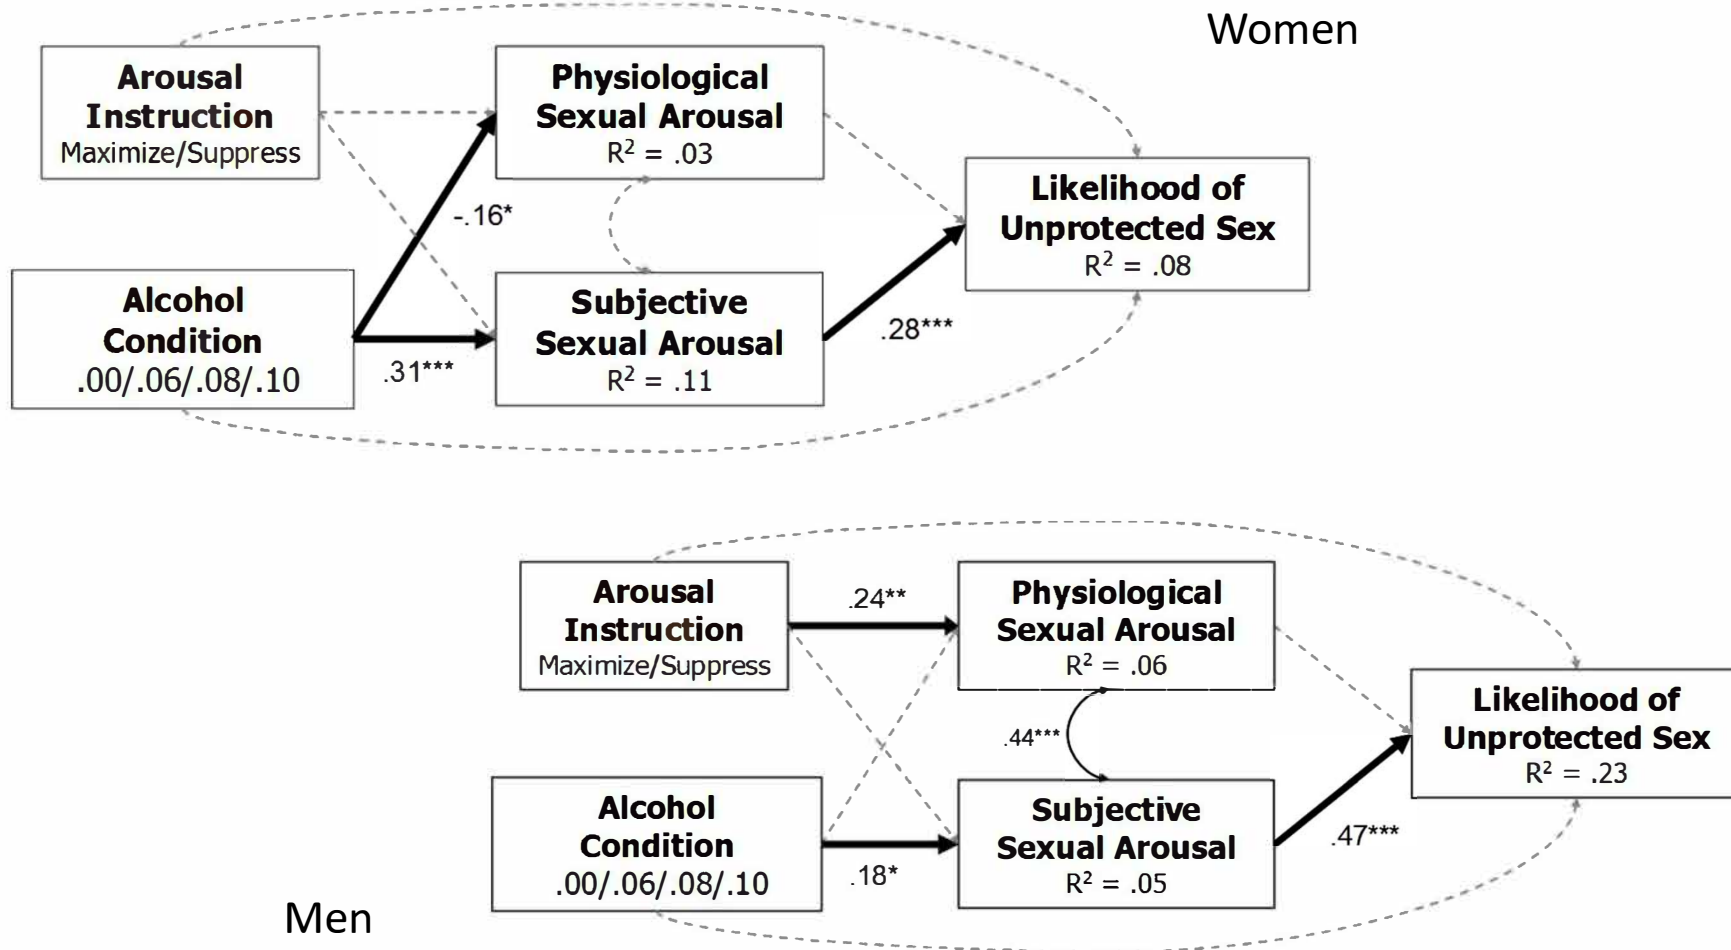 Women
Arousal
Instruction
Maximize/Suppress
Physiological
Sexual Arousal
R² = .03
Likelihood of
Unprotected Sex
R² = .08
-.16*
Alcohol
Condition
.00/.06/.08/.10
.31***
Subjective
Sexual Arousal
R² = .11
.28***
Arousal
Instruction
Maximize/Suppress
.24**
Physiological
Sexual Arousal
R² = .06
.44***
Likelihood of
Unprotected Sex
R² = .23
Alcohol
Condition
.00/.06/.08/.10
.18*
Subjective
Sexual Arousal
R² = .05
.47***
Men